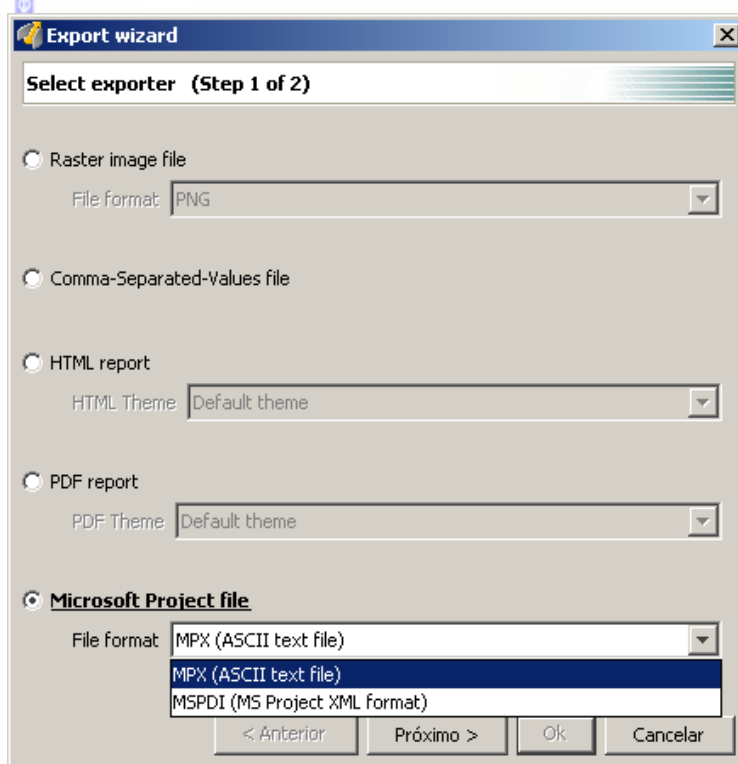 Export wizard
Select exporter (Step 1 of 2)
Raster image file
File format PNG
Comma-Separated-Values file
HTML report
HTML Theme Default theme
PDF report
PDF Theme Default theme
Microsoft Project file
File format MPX (ASCII text file)
MPX (ASCII text file)
MSPDI (MS Project XML format)
< Anterior Próximo > Ok Cancelar